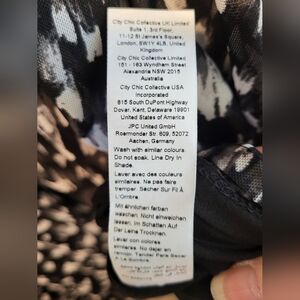 City Chic Collective UK Limited
Suite 1, 3rd Floor,
11-12 St James's Square,
London, SW1Y 4LB, United
Kingdom
City Chic Collective Limited
151 - 163 Wyndham Street
Alexandria NSW 2015
Australia
City Chic Collective USA
Incorporated
615 South DuPont Highway
Dover, Kent, Delaware 19901
United States of America
JPC United GmbH
Roermonder Str. 609, 52072
Aachen, Germany
Wash with similar colours.
Do not soak. Line Dry In
Shade.
Laver avec des couleurs
similaires. Ne pas faire
tremper. Sécher Sur Fil À
L'Ombre.
Mit ähnlichen farben
waschen. Nicht einweichen
lassen. Im Schatten Auf
Der Leine Trocknen.
Lavar con colores
similares. No dejar en
remojo. Tender Para Secar
A La Sombra.